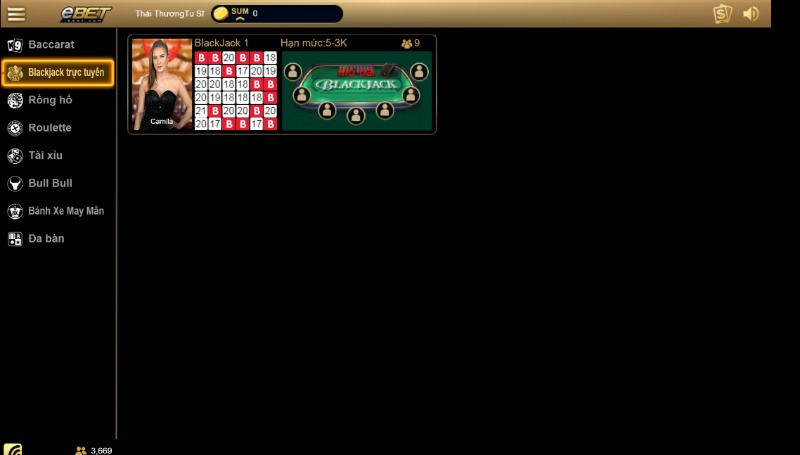 eBET Thái ThượngTu Sĩ SUM 0
Baccarat
Blackjack trực tuyến
Rồng hổ
Roulette
Tài xỉu
Bull Bull
Bánh Xe May Mắn
Đa bàn
BlackJack 1 Hạn mức:5-3K 9
B B 20 B B 18
19 18 B 17 20 19
20 20 18 18 B B
20 19 18 18 18 B
21 B 20 20 B 20
20 17 B B 17 B
Camila
BLACKJACK
3,669